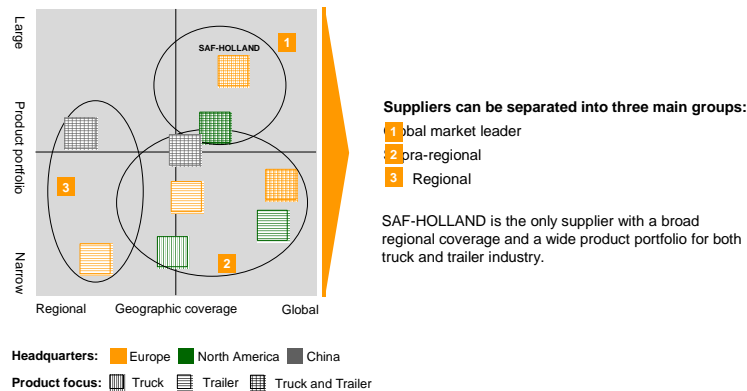 Large
Product portfolio
Narrow
SAF-HOLLAND
1
3
2
Regional Geographic coverage Global
Suppliers can be separated into three main groups:
1 bal market leader
2 pra-regional
3 Regional
SAF-HOLLAND is the only supplier with a broad
regional coverage and a wide product portfolio for both
truck and trailer industry.
Headquarters: Europe North America China
Product focus: Truck Trailer Truck and Trailer